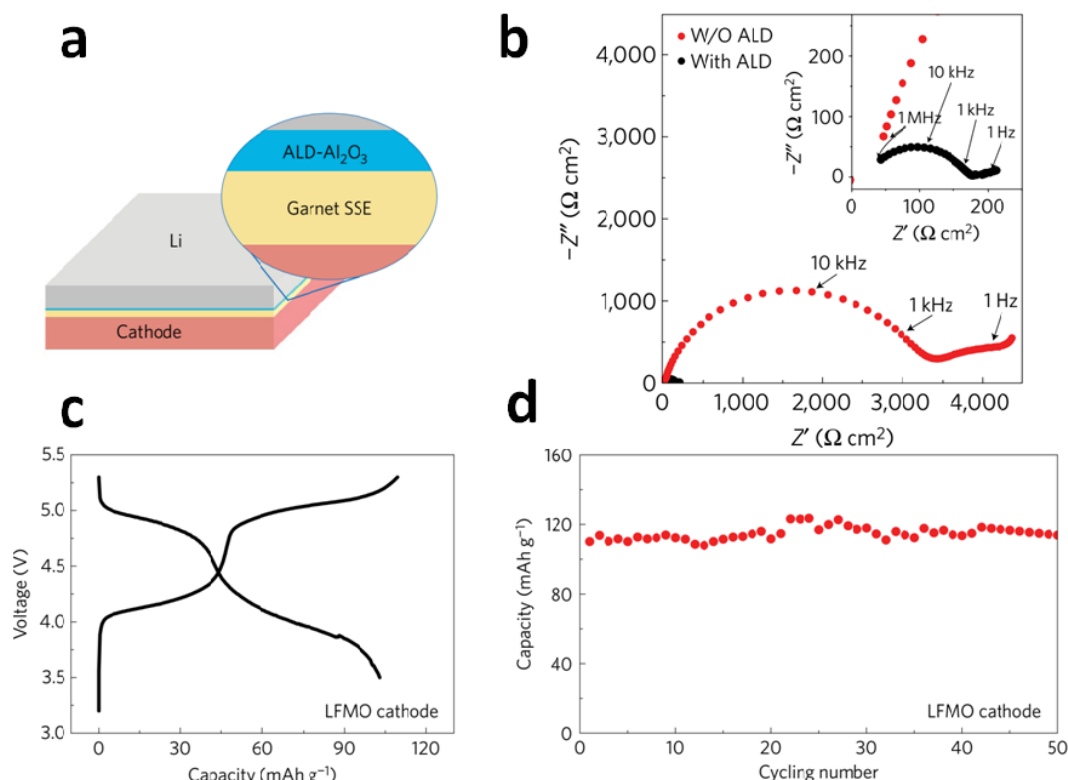 a
ALD-Al₂O₃
Garnet SSE
Li
Cathode
b
W/O ALD
With ALD
4,000
3,000
2,000
1,000
0
−Z″ (Ω cm²)
0 1,000 2,000 3,000 4,000
Z′ (Ω cm²)
10 kHz
1 kHz
1 Hz
200
100
0
−Z″ (Ω cm²)
10 kHz
1 MHz
1 kHz
1 Hz
0 100 200
Z′ (Ω cm²)
c
5.5
5.0
4.5
4.0
3.5
3.0
Voltage (V)
LFMO cathode
0 30 60 90 120
Capacity (mAh g⁻¹)
d
160
120
80
40
0
Capacity (mAh g⁻¹)
LFMO cathode
0 10 20 30 40 50
Cycling number